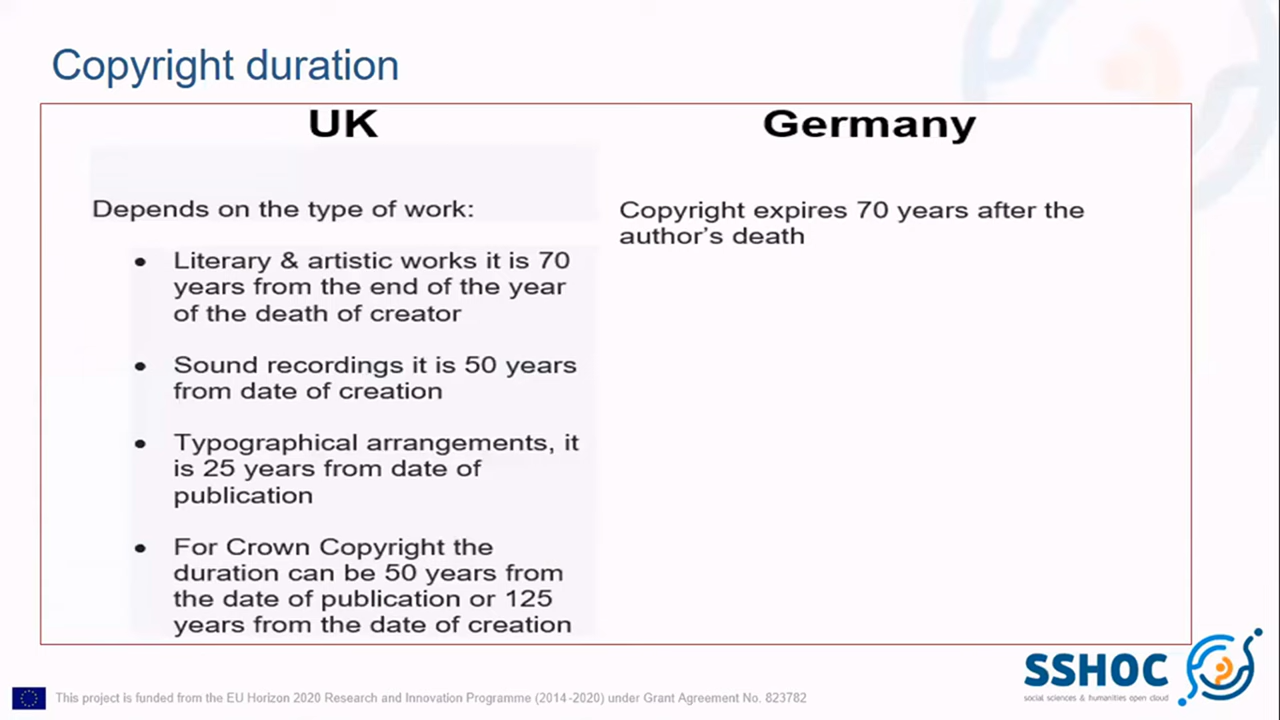 Copyright duration
UK
Depends on the type of work:
• Literary & artistic works it is 70
years from the end of the year
of the death of creator
• Sound recordings it is 50 years
from date of creation
• Typographical arrangements, it
is 25 years from date of
publication
• For Crown Copyright the
duration can be 50 years from
the date of publication or 125
years from the date of creation
Germany
Copyright expires 70 years after the
author's death
SSHOC
social sciences & humanities open cloud
This project is funded from the EU Horizon 2020 Research and Innovation Programme (2014-2020) under Grant Agreement No. 823782